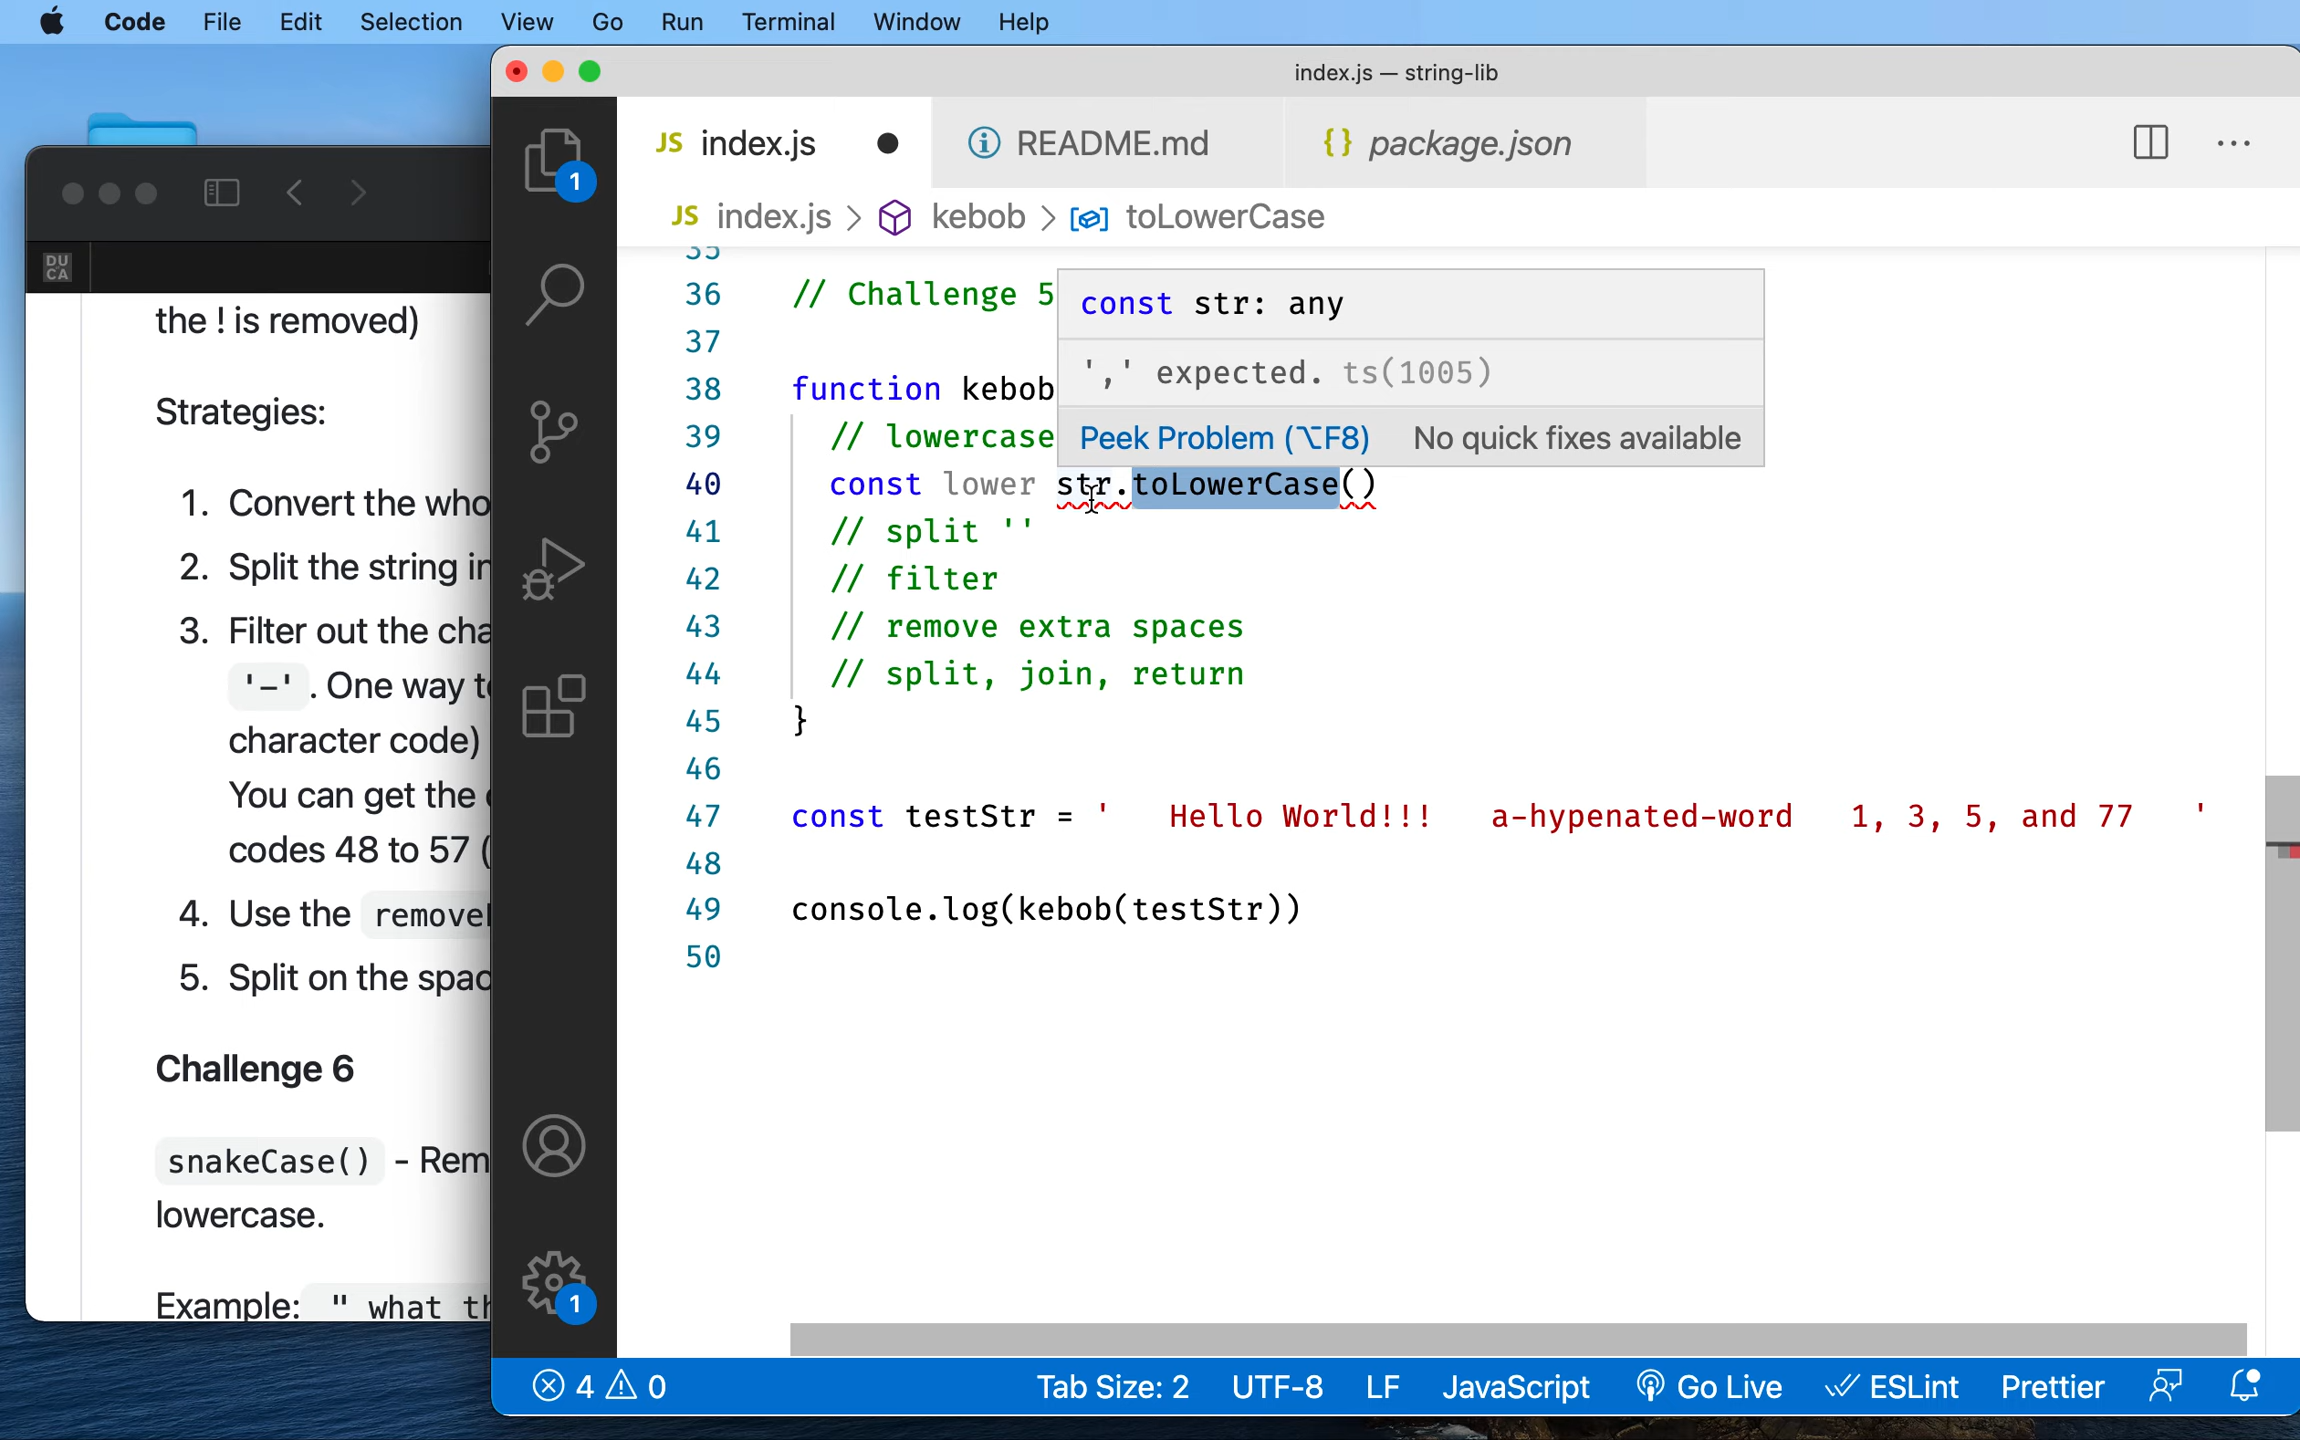 Code File Edit Selection View Go Run Terminal Window Help
index.js — string-lib
JS index.js README.md {} package.json
1
JS index.js > kebob > toLowerCase
DU
CA
the ! is removed)
Strategies:
1. Convert the who
2. Split the string in
3. Filter out the cha
'-' . One way to
character code)
You can get the
codes 48 to 57 (
4. Use the remove
5. Split on the spac
Challenge 6
snakeCase() - Rem
lowercase.
Example: " what th
35
36 // Challenge 5
37
38 function kebob
39 // lowercase
40 const lower str.toLowerCase()
41 // split ''
42 // filter
43 // remove extra spaces
44 // split, join, return
45 }
46
47 const testStr = '   Hello World!!!   a-hypenated-word   1, 3, 5, and 77   '
48
49 console.log(kebob(testStr))
50
const str: any
',' expected. ts(1005)
Peek Problem (⌥F8) No quick fixes available
1
4 0 Tab Size: 2 UTF-8 LF JavaScript Go Live ESLint Prettier